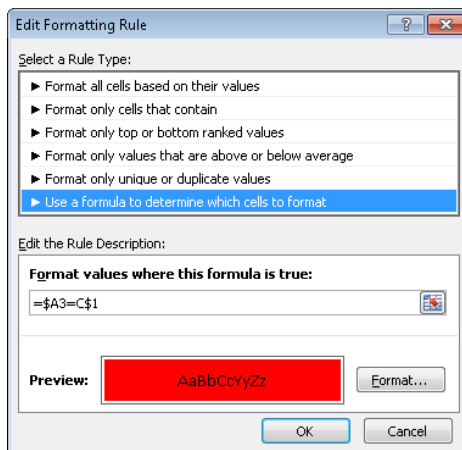 Edit Formatting Rule
Select a Rule Type:
► Format all cells based on their values
► Format only cells that contain
► Format only top or bottom ranked values
► Format only values that are above or below average
► Format only unique or duplicate values
► Use a formula to determine which cells to format
Edit the Rule Description:
Format values where this formula is true:
=$A3=C$1
Preview: AaBbCcYyZz Format...
OK Cancel